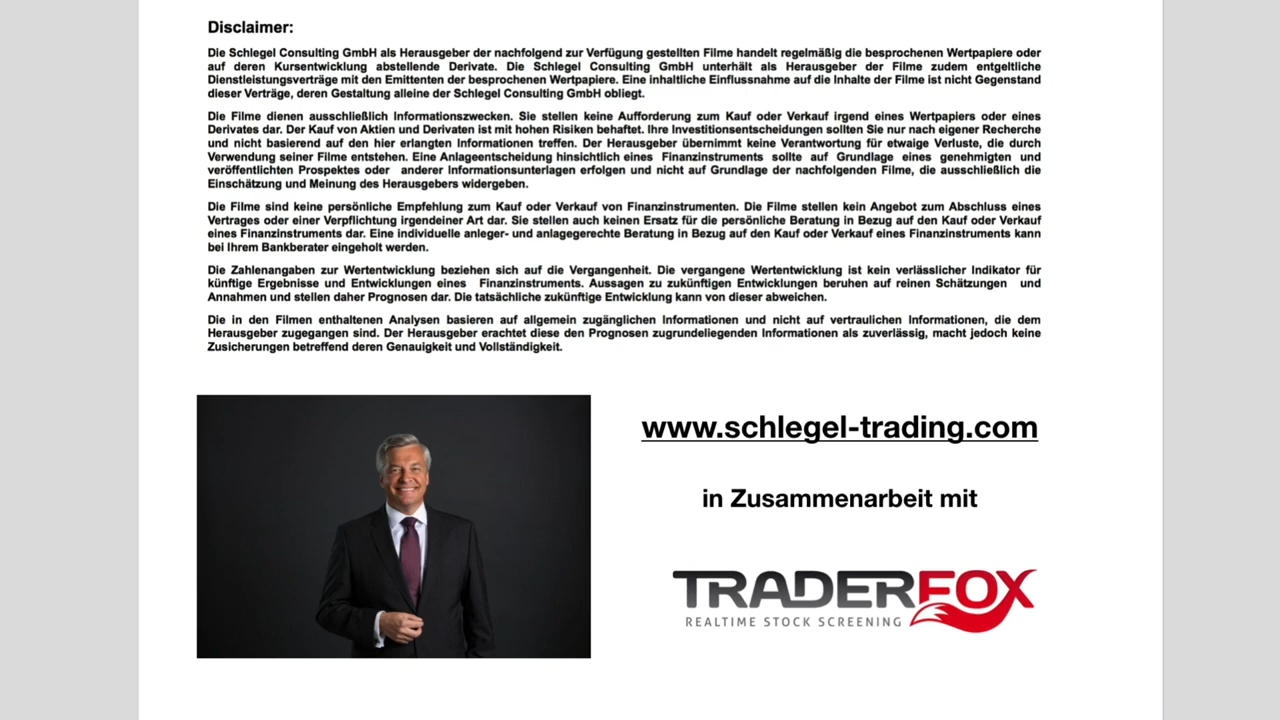 Disclaimer:
Die Schlegel Consulting GmbH als Herausgeber der nachfolgend zur Verfügung gestellten Filme handelt regelmäßig die besprochenen Wertpapiere oder
auf deren Kursentwicklung abstellende Derivate. Die Schlegel Consulting GmbH unterhält als Herausgeber der Filme zudem entgeltliche
Dienstleistungsverträge mit den Emittenten der besprochenen Wertpapiere. Eine inhaltliche Einflussnahme auf die Inhalte der Filme ist nicht Gegenstand
dieser Verträge, deren Gestaltung alleine der Schlegel Consulting GmbH obliegt.
Die Filme dienen ausschließlich Informationszwecken. Sie stellen keine Aufforderung zum Kauf oder Verkauf irgend eines Wertpapiers oder eines
Derivates dar. Der Kauf von Aktien und Derivaten ist mit hohen Risiken behaftet. Ihre Investitionsentscheidungen sollten Sie nur nach eigener Recherche
und nicht basierend auf den hier erlangten Informationen treffen. Der Herausgeber übernimmt keine Verantwortung für etwaige Verluste, die durch
Verwendung seiner Filme entstehen. Eine Anlageentscheidung hinsichtlich eines Finanzinstruments sollte auf Grundlage eines genehmigten und
veröffentlichten Prospektes oder anderer Informationsunterlagen erfolgen und nicht auf Grundlage der nachfolgenden Filme, die ausschließlich die
Einschätzung und Meinung des Herausgebers widergeben.
Die Filme sind keine persönliche Empfehlung zum Kauf oder Verkauf von Finanzinstrumenten. Die Filme stellen kein Angebot zum Abschluss eines
Vertrages oder einer Verpflichtung irgendeiner Art dar. Sie stellen auch keinen Ersatz für die persönliche Beratung in Bezug auf den Kauf oder Verkauf
eines Finanzinstruments dar. Eine individuelle anleger- und anlagegerechte Beratung in Bezug auf den Kauf oder Verkauf eines Finanzinstruments kann
bei Ihrem Bankberater eingeholt werden.
Die Zahlenangaben zur Wertentwicklung beziehen sich auf die Vergangenheit. Die vergangene Wertentwicklung ist kein verlässlicher Indikator für
künftige Ergebnisse und Entwicklungen eines Finanzinstruments. Aussagen zu zukünftigen Entwicklungen beruhen auf reinen Schätzungen und
Annahmen und stellen daher Prognosen dar. Die tatsächliche zukünftige Entwicklung kann von dieser abweichen.
Die in den Filmen enthaltenen Analysen basieren auf allgemein zugänglichen Informationen und nicht auf vertraulichen Informationen, die dem
Herausgeber zugegangen sind. Der Herausgeber erachtet diese den Prognosen zugrundeliegenden Informationen als zuverlässig, macht jedoch keine
Zusicherungen betreffend deren Genauigkeit und Vollständigkeit.
www.schlegel-trading.com
in Zusammenarbeit mit
TRADERFOX
REALTIME STOCK SCREENING